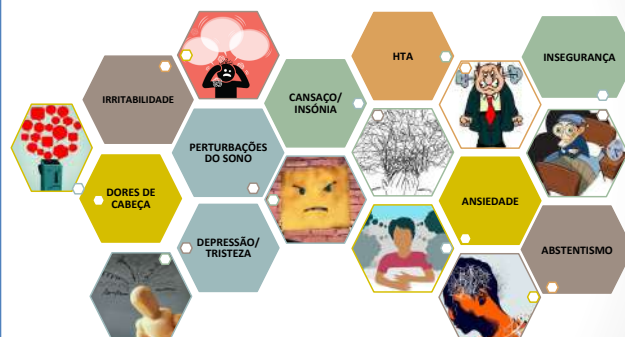 IRRITABILIDADE
DORES DE
CABEÇA
PERTURBAÇÕES
DO SONO
DEPRESSÃO/
TRISTEZA
CANSAÇO/
INSÓNIA
HTA
ANSIEDADE
INSEGURANÇA
ABSTENTISMO